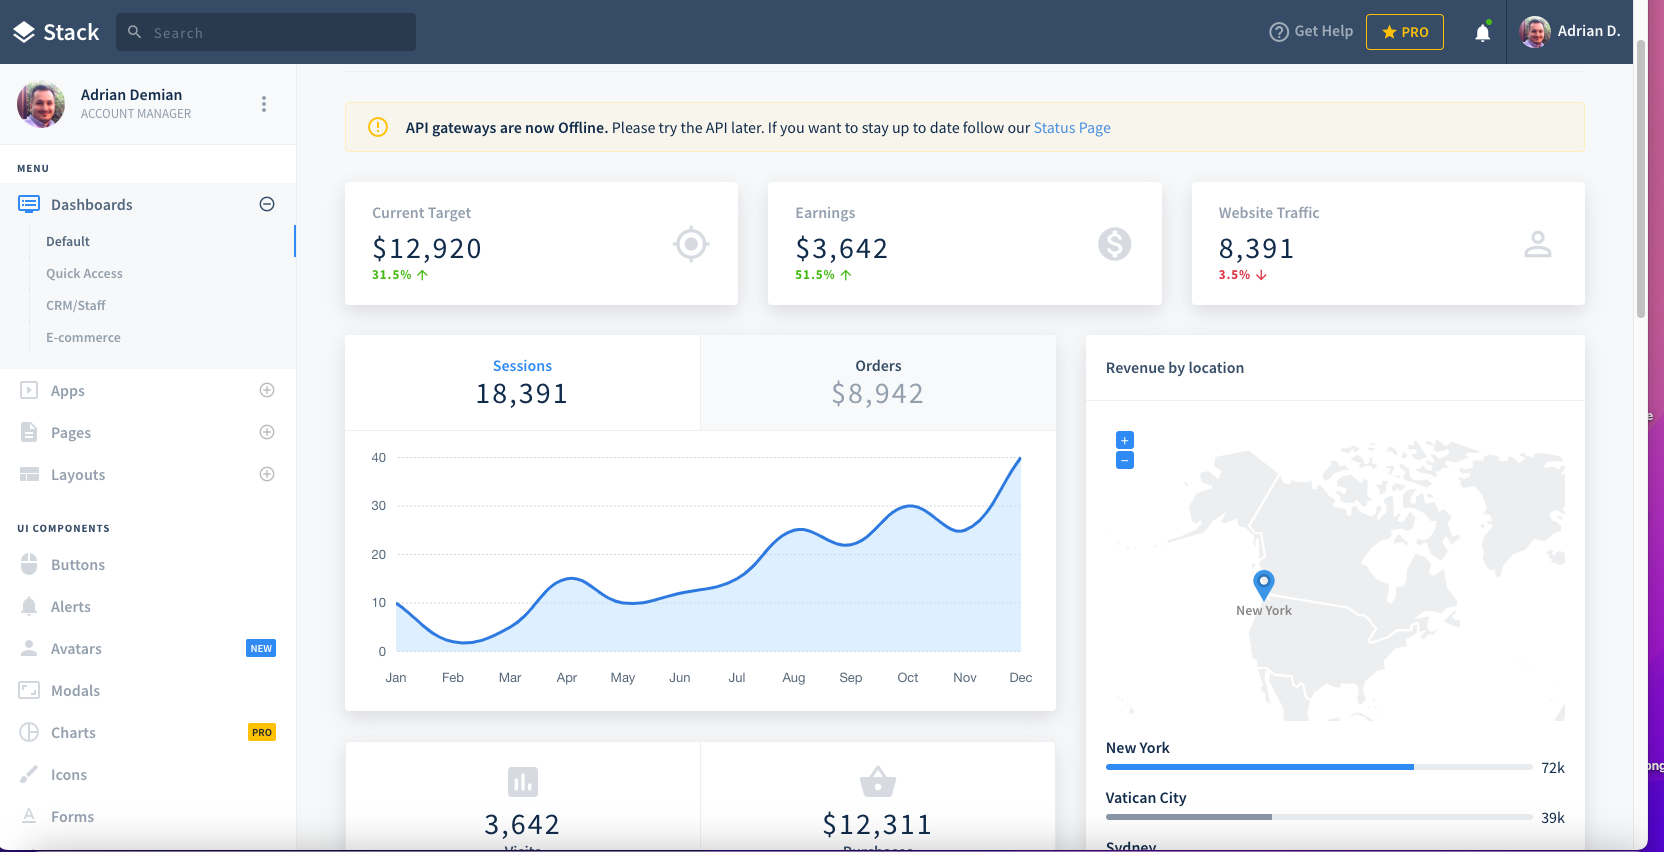 Stack
Search
Get Help
PRO
Adrian D.
Adrian Demian
ACCOUNT MANAGER
MENU
Dashboards
Default
Quick Access
CRM/Staff
E-commerce
Apps
Pages
Layouts
UI COMPONENTS
Buttons
Alerts
Avatars
NEW
Modals
Charts
PRO
Icons
Forms
API gateways are now Offline. Please try the API later. If you want to stay up to date follow our Status Page
Current Target
$12,920
31.5%
Earnings
$3,642
51.5%
Website Traffic
8,391
3.5%
Sessions
18,391
Orders
$8,942
40
30
20
10
0
Jan Feb Mar Apr May Jun Jul Aug Sep Oct Nov Dec
3,642
Visits
$12,311
Purchases
Revenue by location
+
−
New York
New York
72k
Vatican City
39k
Sydney